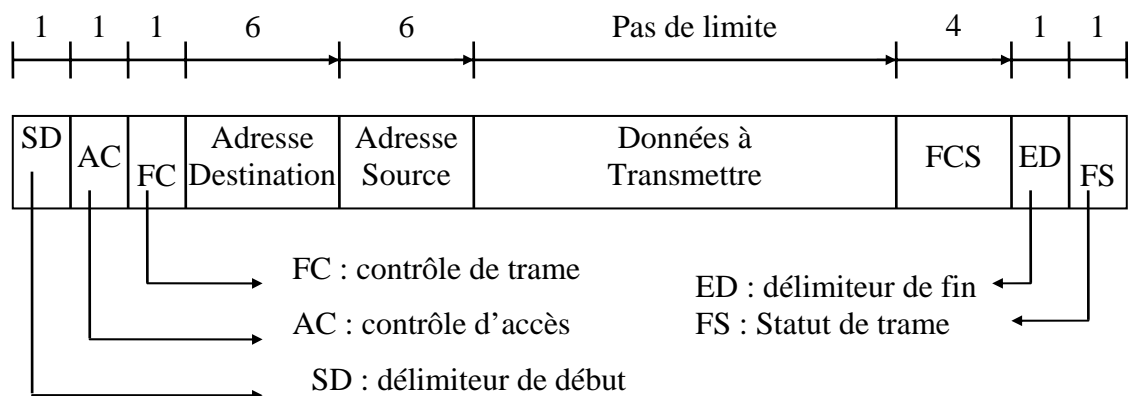 1 1 1 6 6 Pas de limite 4 1 1
SD AC FC Adresse Destination Adresse Source Données à Transmettre FCS ED FS
FC : contrôle de trame
AC : contrôle d’accès
SD : délimiteur de début
ED : délimiteur de fin
FS : Statut de trame